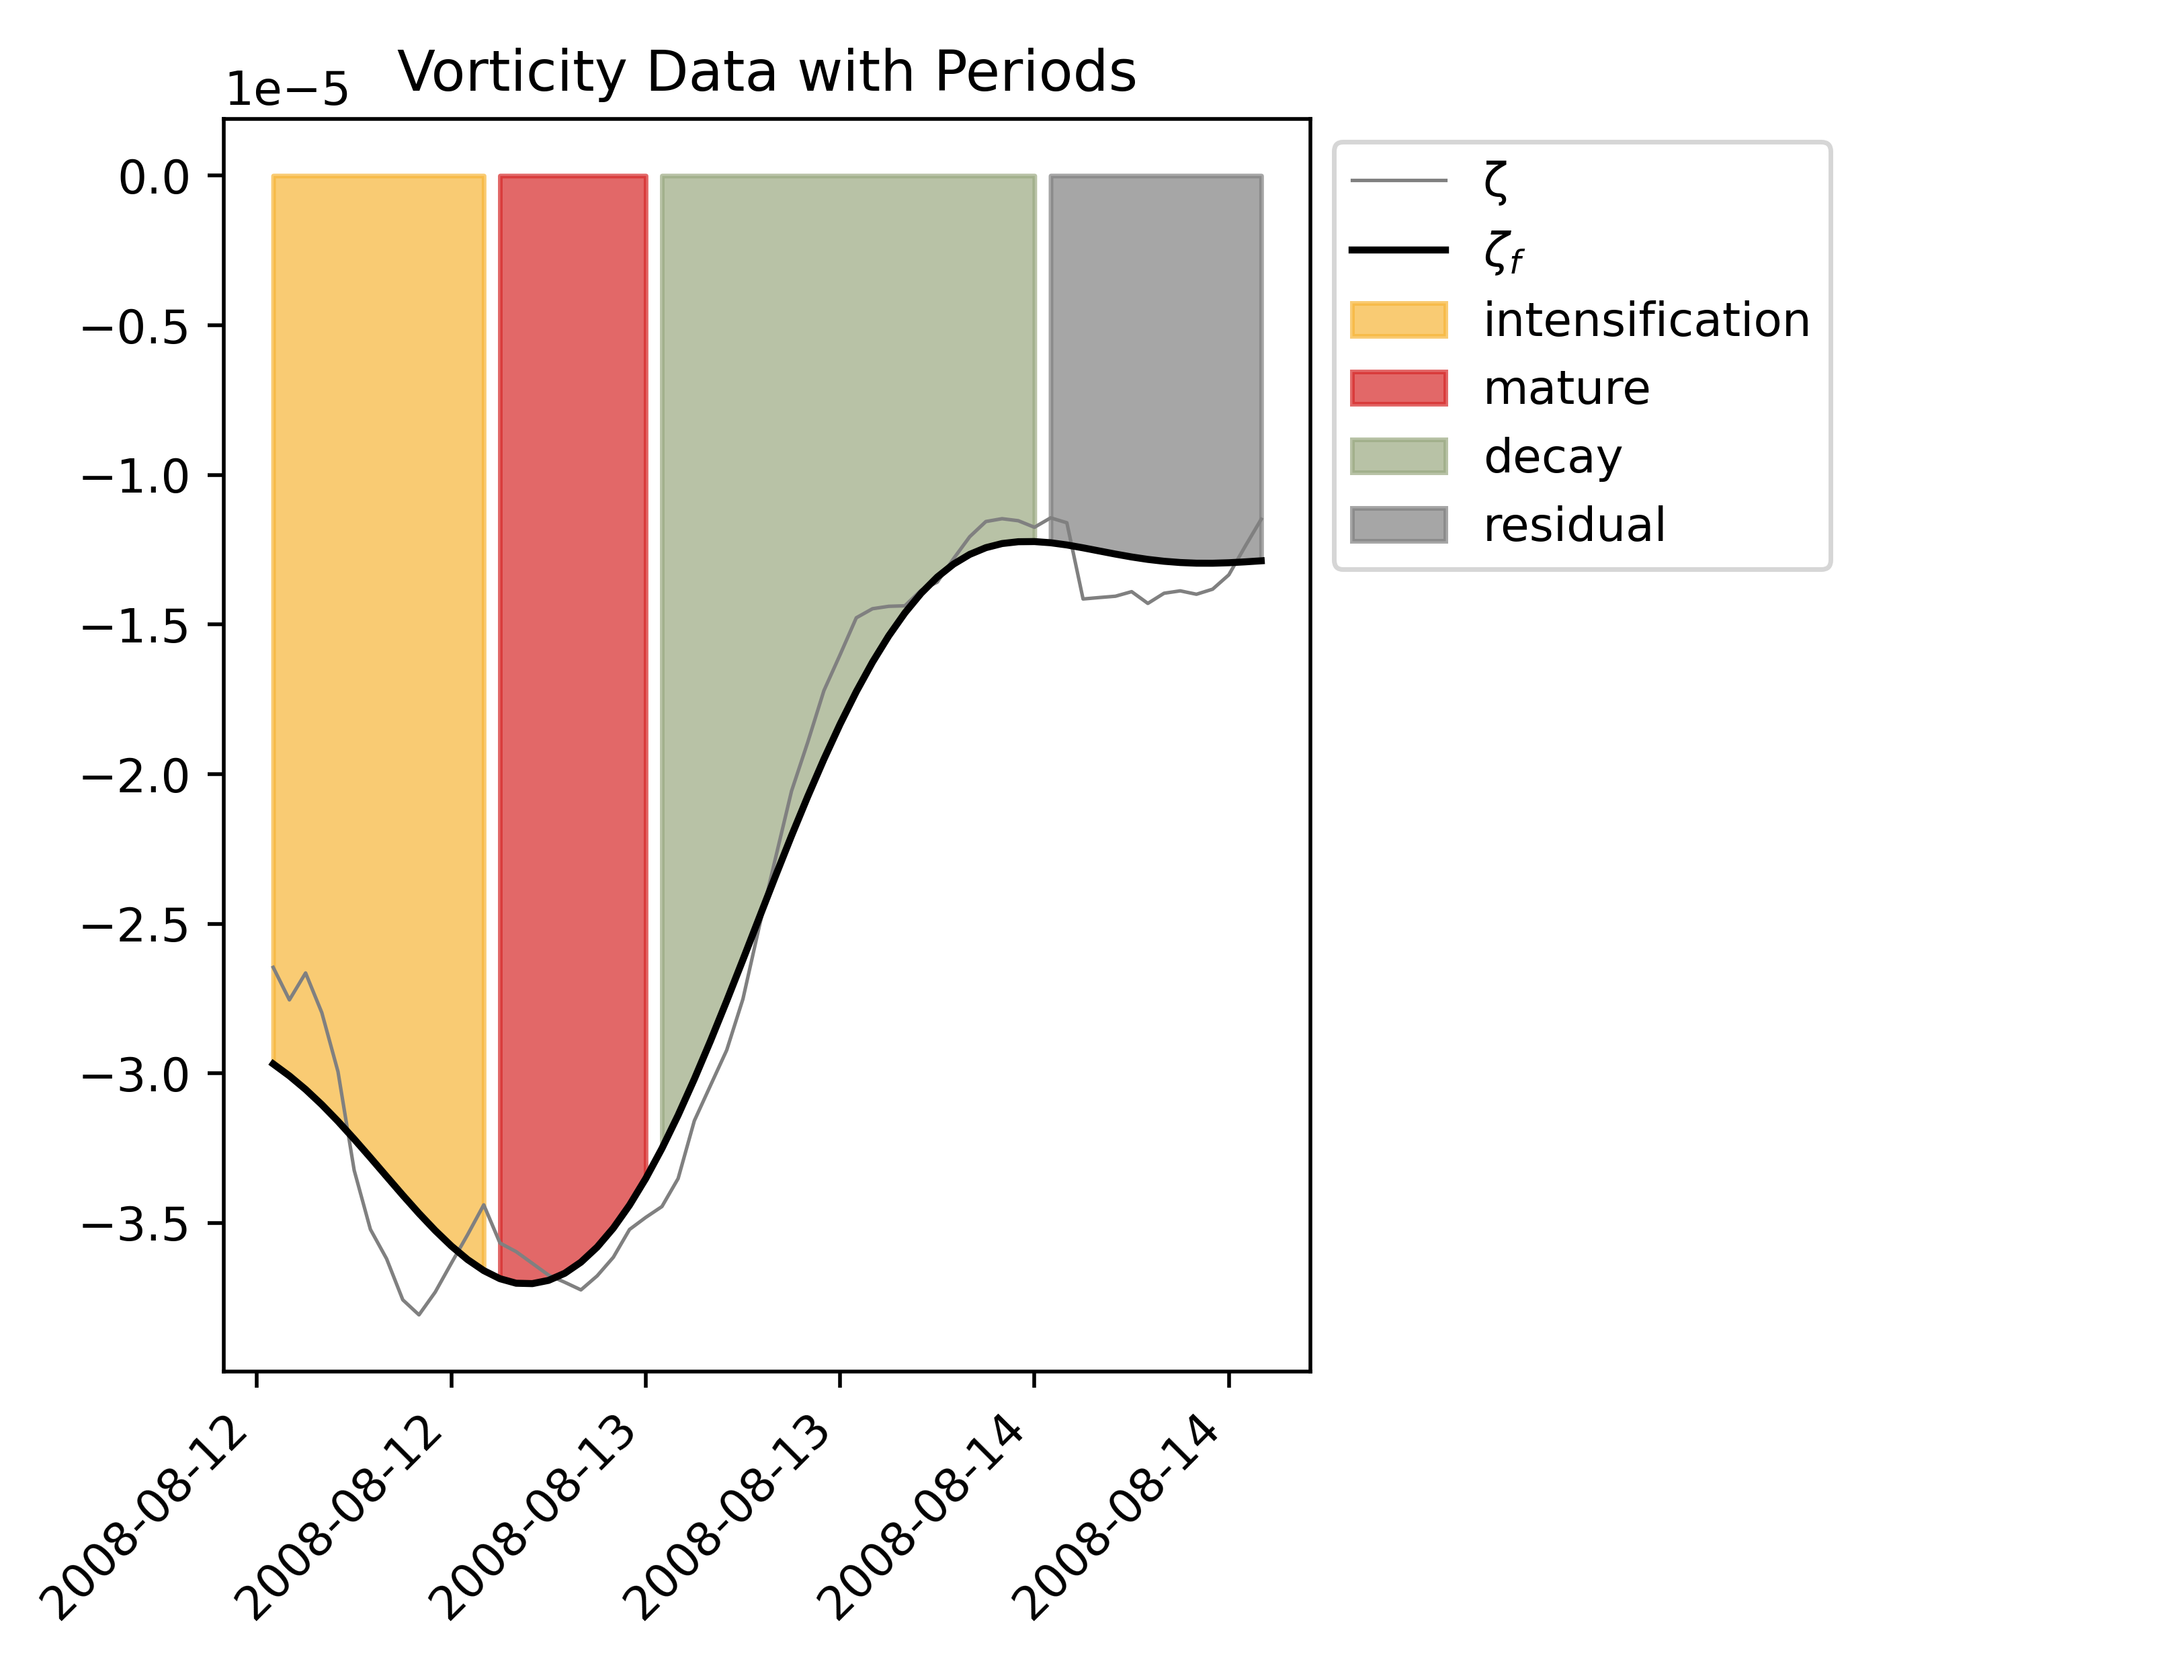 Vorticity Data with Periods
1e−5
0.0
−0.5
−1.0
−1.5
−2.0
−2.5
−3.0
−3.5
2008-08-12
2008-08-12
2008-08-13
2008-08-13
2008-08-14
2008-08-14
ζ
ζf
intensification
mature
decay
residual